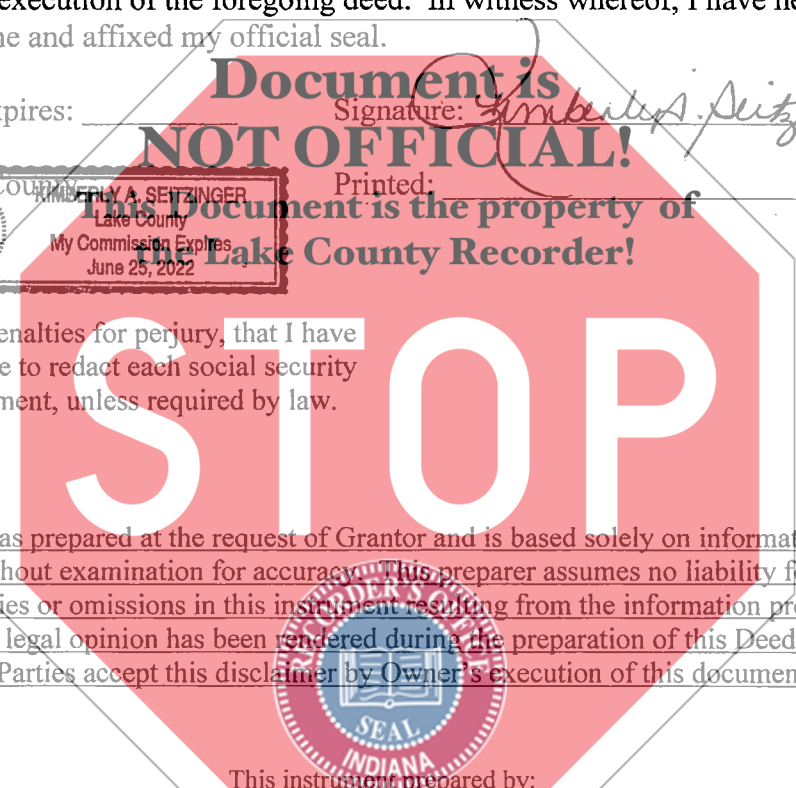 execution of the foregoing deed. In witness whereof, I have he
ne and affixed my official seal.
Document is
xpires: Signature: Kimberly A. Seitz
NOT OFFICIAL!
County Printed:
KIMBERLY A. SEITZINGER
Lake County
My Commission Expires
June 25, 2022
This Document is the property of
the Lake County Recorder!
enalties for perjury, that I have
e to redact each social security
ment, unless required by law.
STOP
as prepared at the request of Grantor and is based solely on informat
hout examination for accuracy. This preparer assumes no liability f
ies or omissions in this instrument resulting from the information pr
legal opinion has been rendered during the preparation of this Deed
Parties accept this disclaimer by Owner's execution of this documen
RECORDER'S OFFICE
SEAL
INDIANA
This instrument prepared by: